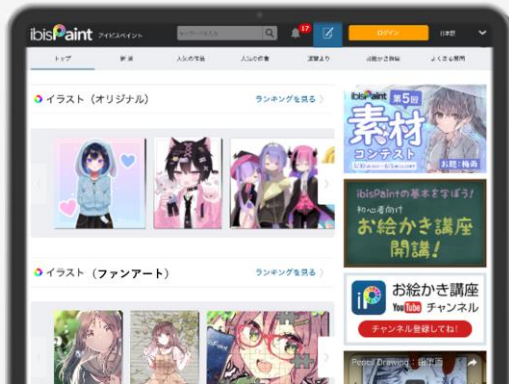 ibisPaint アイビスペイント
17
ログイン
日本語
トップ
新着
人気の作品
人気の作者
運営より
お絵かき講座
よくある質問
イラスト（オリジナル）
ランキングを見る
イラスト（ファンアート）
ランキングを見る
ibisPaint 第5回
素材
コンテスト
お題：梅雨
ibisPaintの基本を学ぼう!
初心者向け
お絵かき講座
開講!
iP
お絵かき講座
YouTube チャンネル
チャンネル登録してね!
Pencil Drawing :